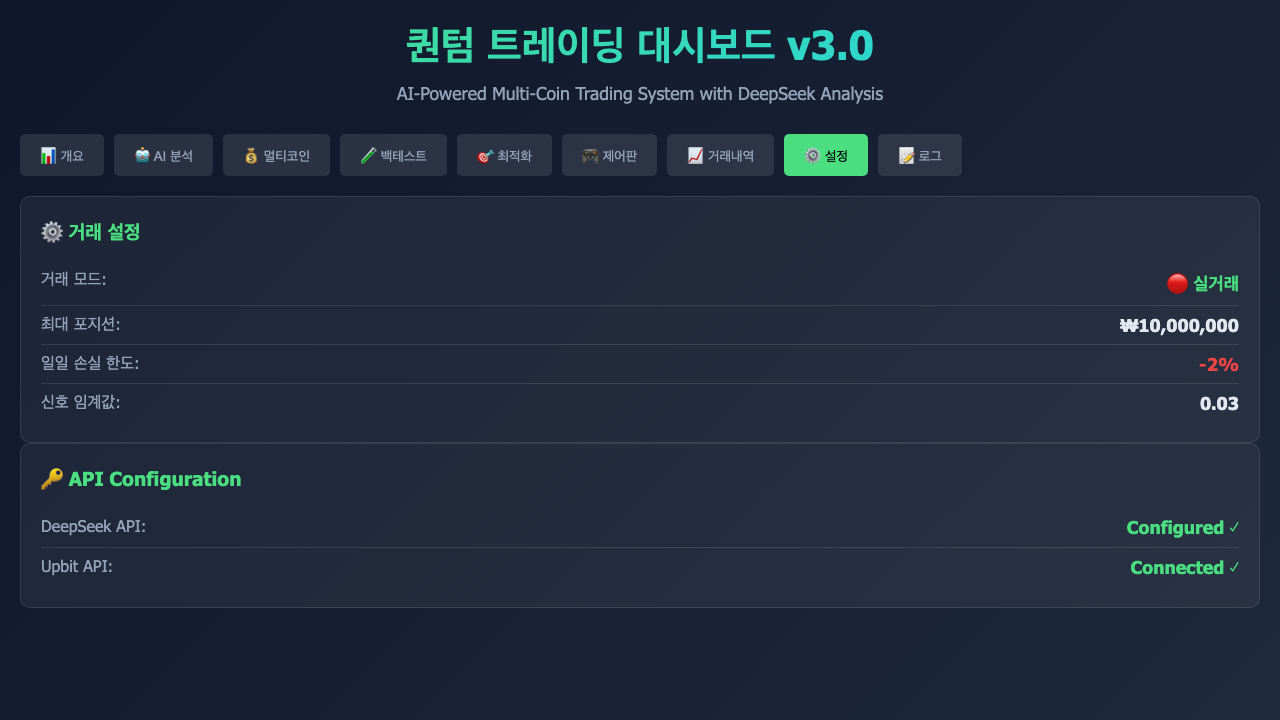 퀀텀 트레이딩 대시보드 v3.0
AI-Powered Multi-Coin Trading System with DeepSeek Analysis
📊 개요
🤖 AI 분석
💰 멀티코인
🧪 백테스트
🎯 최적화
🎮 제어판
📈 거래내역
⚙️ 설정
📝 로그
⚙️ 거래 설정
거래 모드: 🔴 실거래
최대 포지션: ₩10,000,000
일일 손실 한도: -2%
신호 임계값: 0.03
🔑 API Configuration
DeepSeek API: Configured ✓
Upbit API: Connected ✓